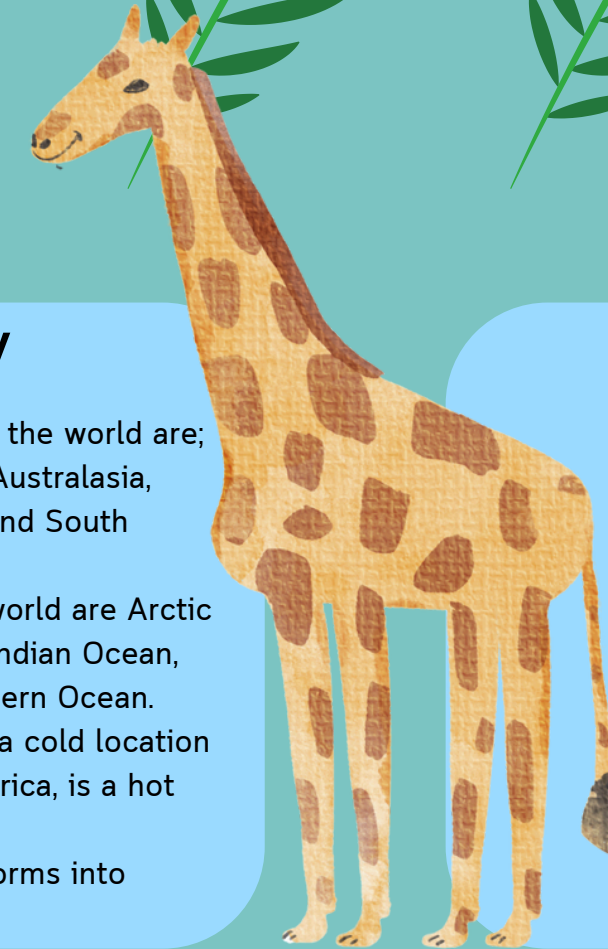 y
the world are;
Australasia,
nd South
world are Arctic
ndian Ocean,
ern Ocean.
a cold location
rica, is a hot
orms into